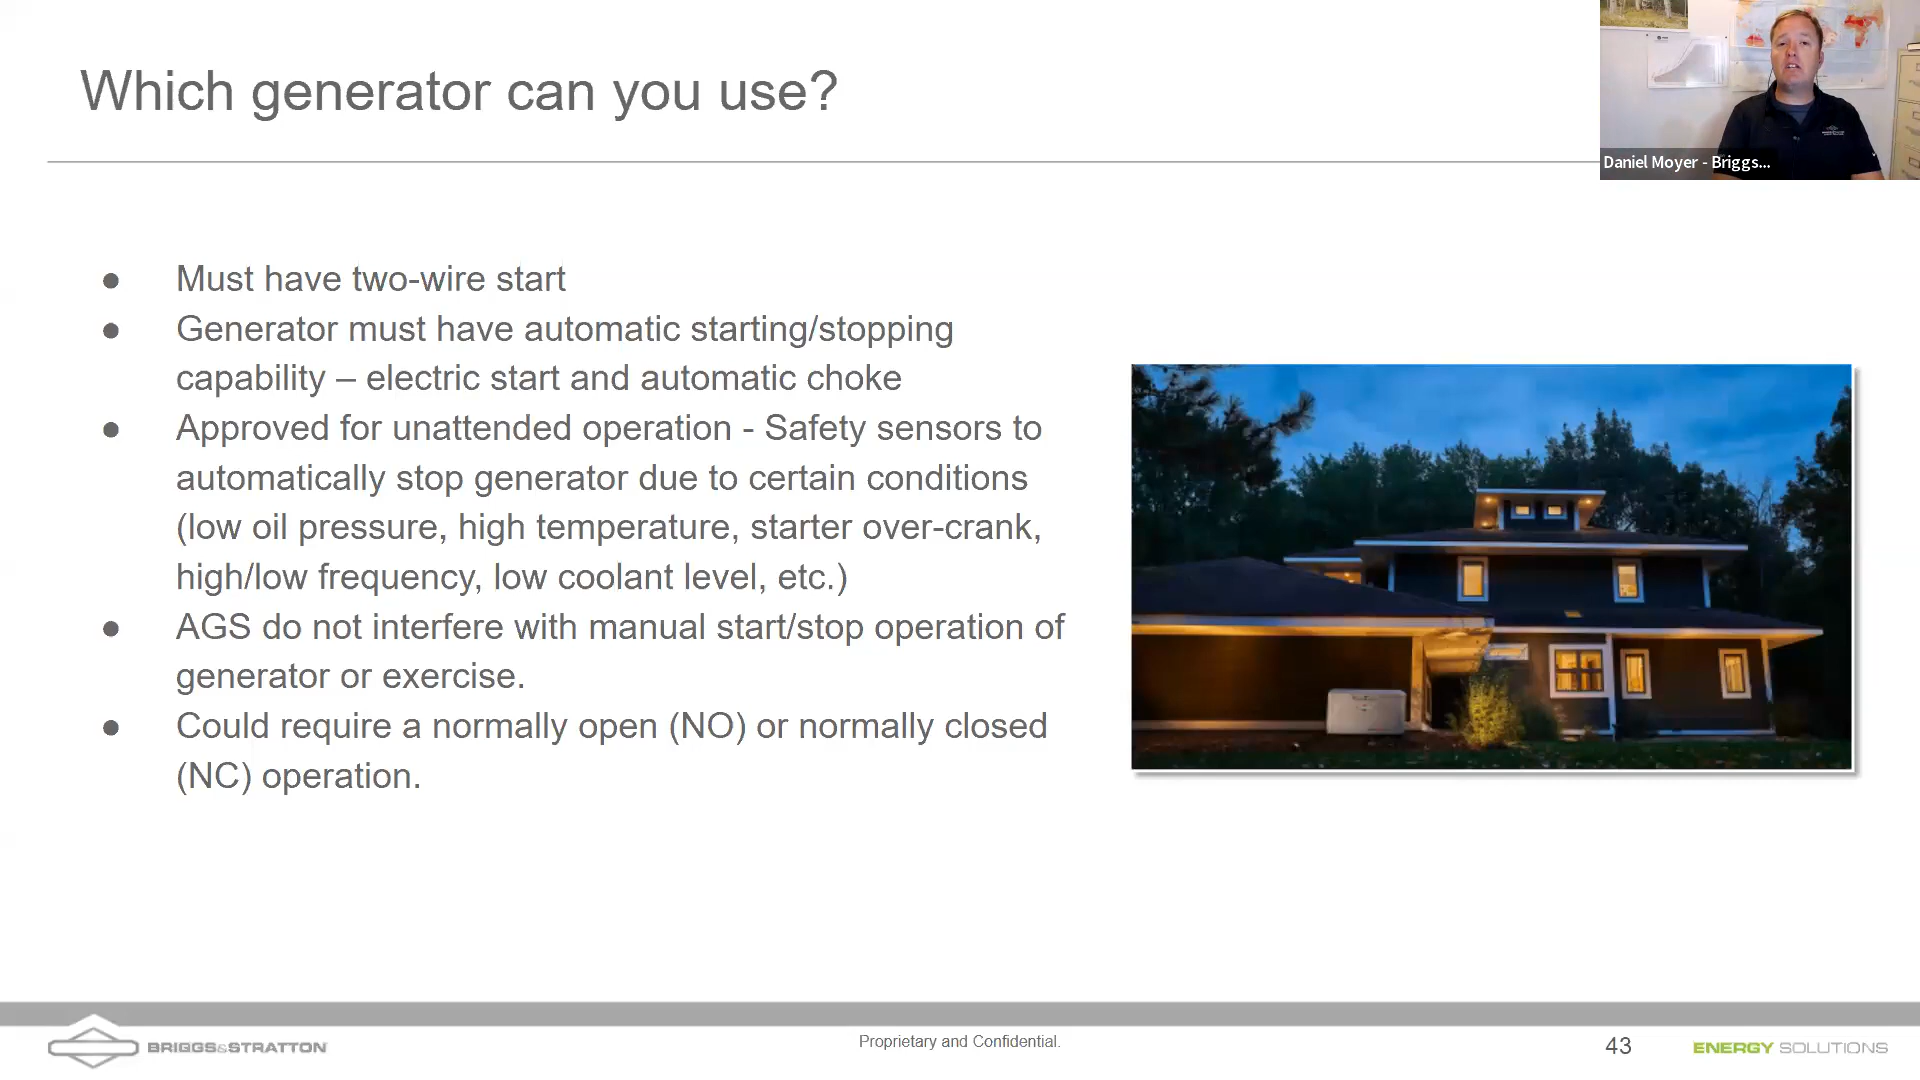 Which generator can you use?
Daniel Moyer - Briggs...
● Must have two-wire start
● Generator must have automatic starting/stopping
capability – electric start and automatic choke
● Approved for unattended operation - Safety sensors to
automatically stop generator due to certain conditions
(low oil pressure, high temperature, starter over-crank,
high/low frequency, low coolant level, etc.)
● AGS do not interfere with manual start/stop operation of
generator or exercise.
● Could require a normally open (NO) or normally closed
(NC) operation.
BRIGGS&STRATTON
Proprietary and Confidential.
43
ENERGY SOLUTIONS